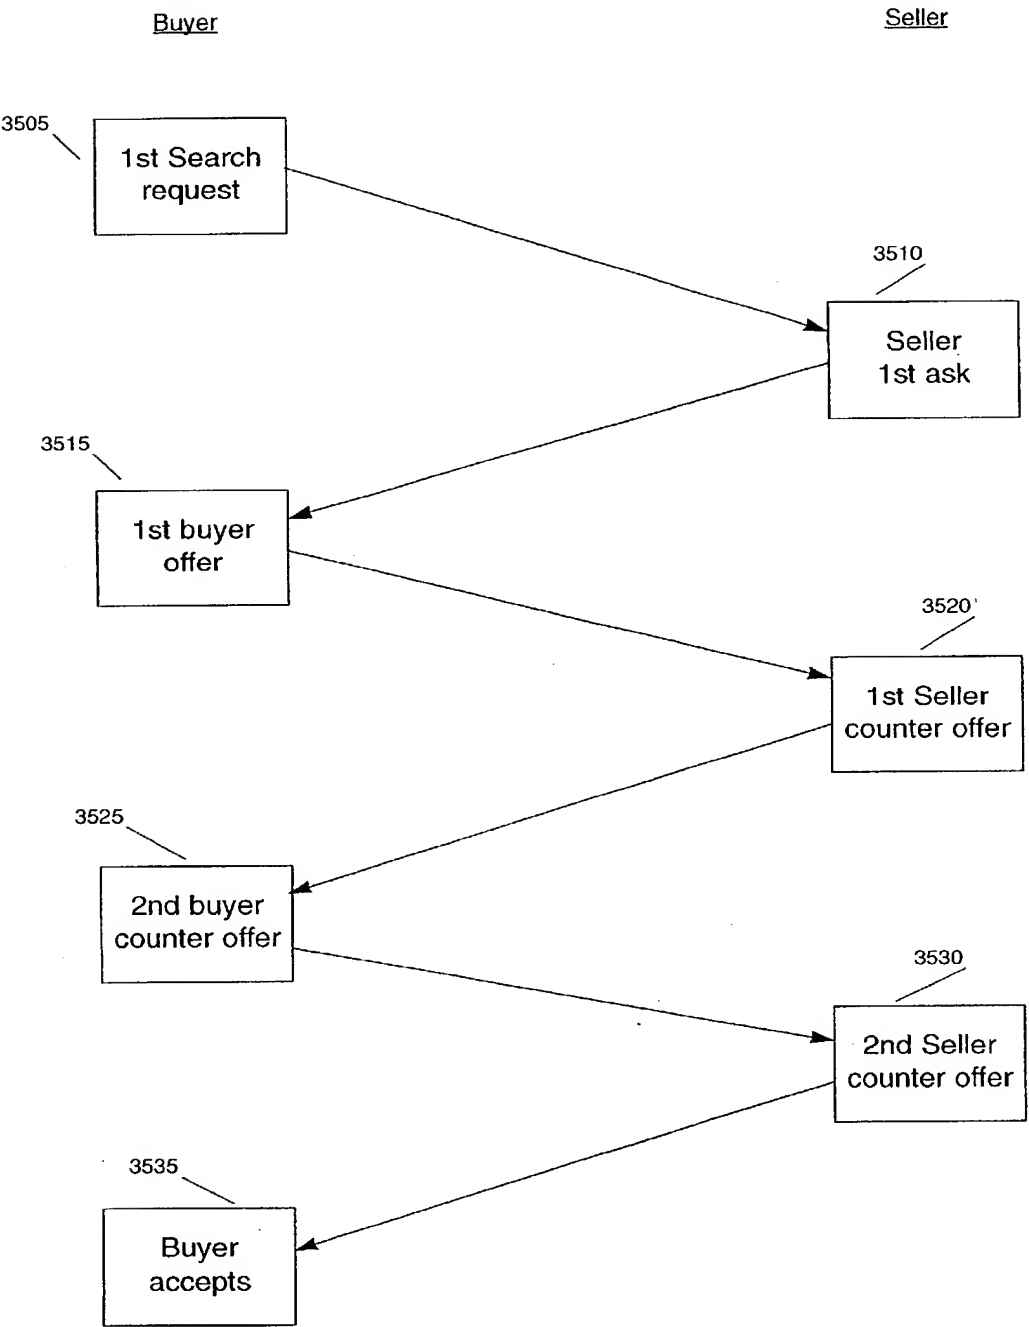 Buyer
Seller
3505
1st Search
request
3510
Seller
1st ask
3515
1st buyer
offer
3520
1st Seller
counter offer
3525
2nd buyer
counter offer
3530
2nd Seller
counter offer
3535
Buyer
accepts